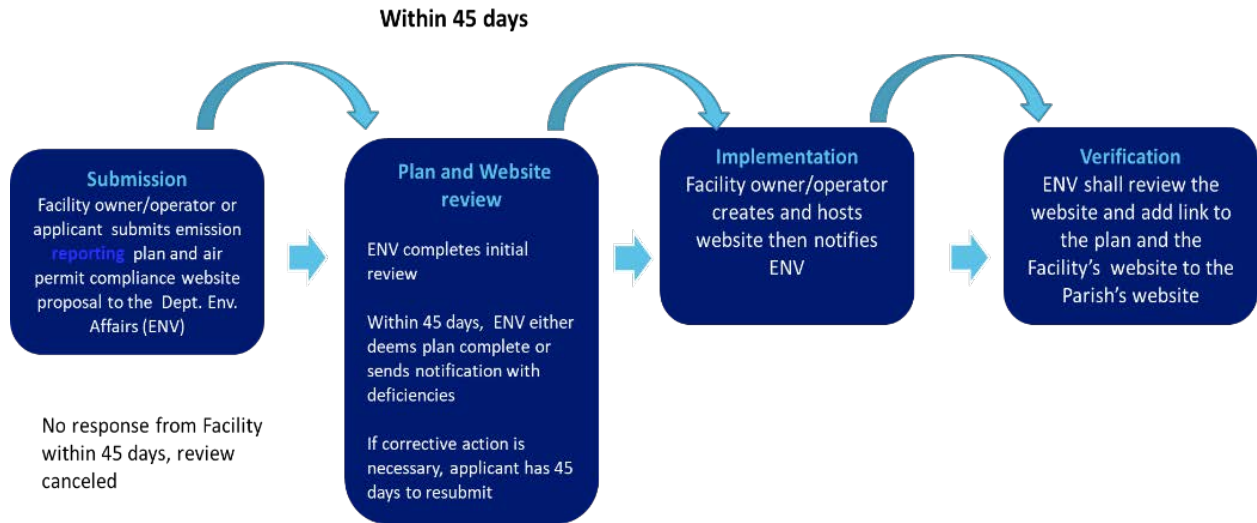 Within 45 days
Submission
Facility owner/operator or
applicant submits emission
reporting plan and air
permit compliance website
proposal to the Dept. Env.
Affairs (ENV)
No response from Facility
within 45 days, review
canceled
Plan and Website
review
ENV completes initial
review
Within 45 days, ENV either
deems plan complete or
sends notification with
deficiencies
If corrective action is
necessary, applicant has 45
days to resubmit
Implementation
Facility owner/operator
creates and hosts
website then notifies
ENV
Verification
ENV shall review the
website and add link to
the plan and the
Facility's website to the
Parish's website